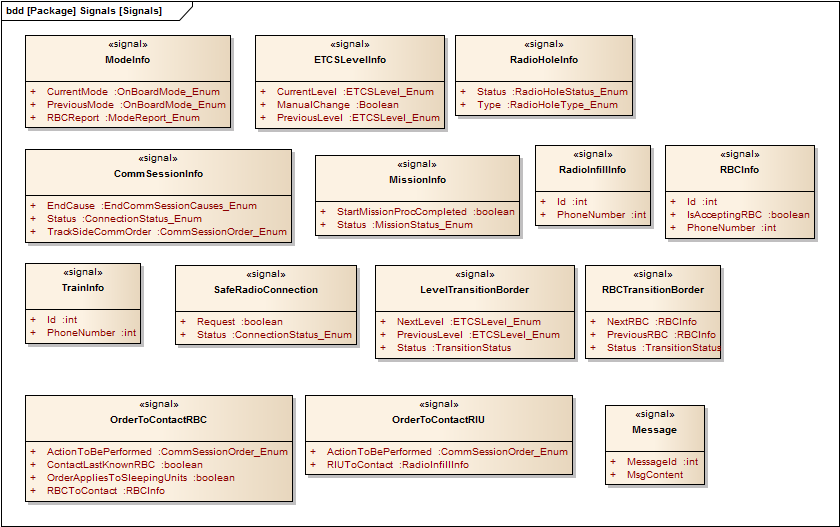 bdd [Package] Signals [Signals]
«signal»
ModeInfo
+ CurrentMode :OnBoardMode_Enum
+ PreviousMode :OnBoardMode_Enum
+ RBCReport :ModeReport_Enum
«signal»
ETCSLevelInfo
+ CurrentLevel :ETCSLevel_Enum
+ ManualChange :Boolean
+ PreviousLevel :ETCSLevel_Enum
«signal»
RadioHoleInfo
+ Status :RadioHoleStatus_Enum
+ Type :RadioHoleType_Enum
«signal»
CommSessionInfo
+ EndCause :EndCommSessionCauses_Enum
+ Status :ConnectionStatus_Enum
+ TrackSideCommOrder :CommSessionOrder_Enum
«signal»
MissionInfo
+ StartMissionProcCompleted :boolean
+ Status :MissionStatus_Enum
«signal»
RadioInfillInfo
+ Id :int
+ PhoneNumber :int
«signal»
RBCInfo
+ Id :int
+ IsAcceptingRBC :boolean
+ PhoneNumber :int
«signal»
TrainInfo
+ Id :int
+ PhoneNumber :int
«signal»
SafeRadioConnection
+ Request :boolean
+ Status :ConnectionStatus_Enum
«signal»
LevelTransitionBorder
+ NextLevel :ETCSLevel_Enum
+ PreviousLevel :ETCSLevel_Enum
+ Status :TransitionStatus
«signal»
RBCTransitionBorder
+ NextRBC :RBCInfo
+ PreviousRBC :RBCInfo
+ Status :TransitionStatus
«signal»
OrderToContactRBC
+ ActionToBePerformed :CommSessionOrder_Enum
+ ContactLastKnownRBC :boolean
+ OrderAppliesToSleepingUnits :boolean
+ RBCToContact :RBCInfo
«signal»
OrderToContactRIU
+ ActionToBePerformed :CommSessionOrder_Enum
+ RIUToContact :RadioInfillInfo
«signal»
Message
+ MessageId :int
+ MsgContent